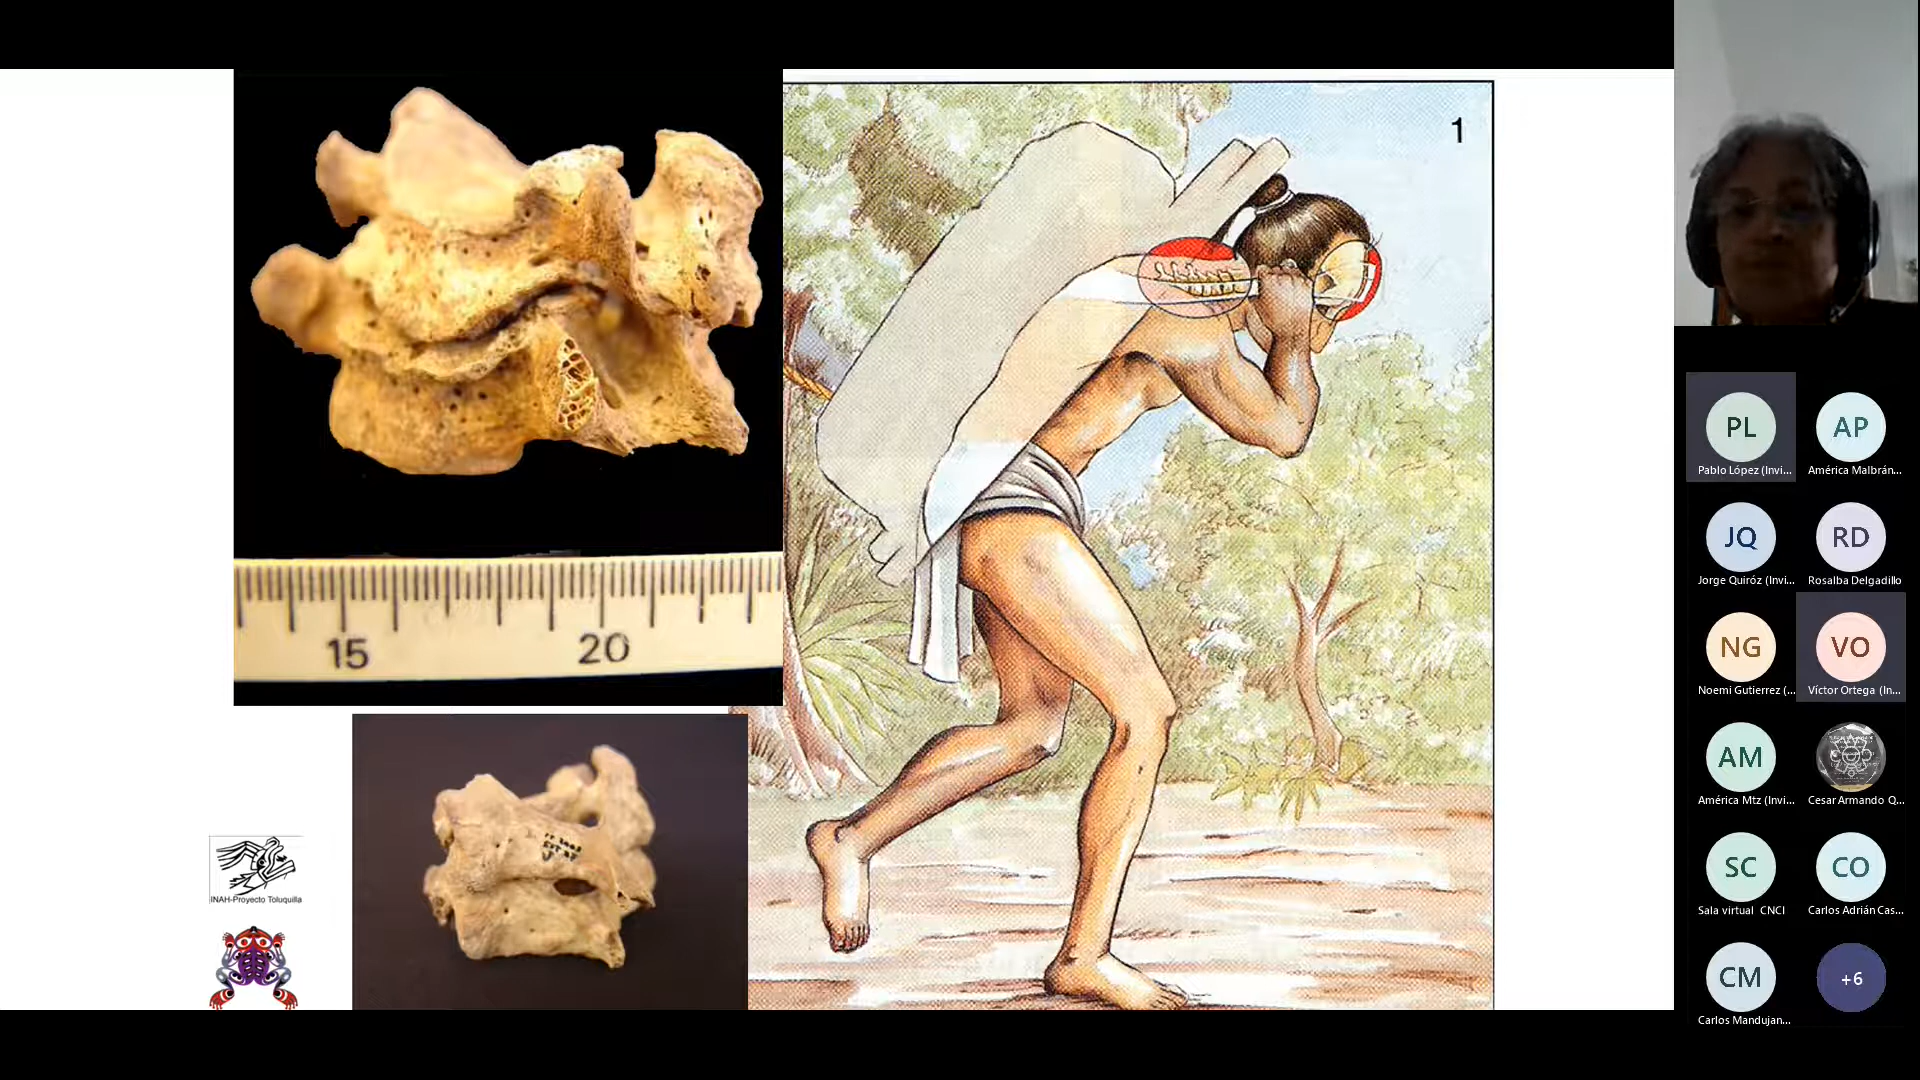 1
15
20
INAH-Proyecto Toluquilla
PL
Pablo López (Invi...
AP
América Malbrán...
JQ
Jorge Quiróz (Invi...
RD
Rosalba Delgadillo
NG
Noemi Gutierrez (...
VO
Víctor Ortega (In...
AM
América Mtz (Invi...
Cesar Armando Q...
SC
Sala virtual CNCI
CO
Carlos Adrián Cas...
CM
Carlos Mandujan...
+6